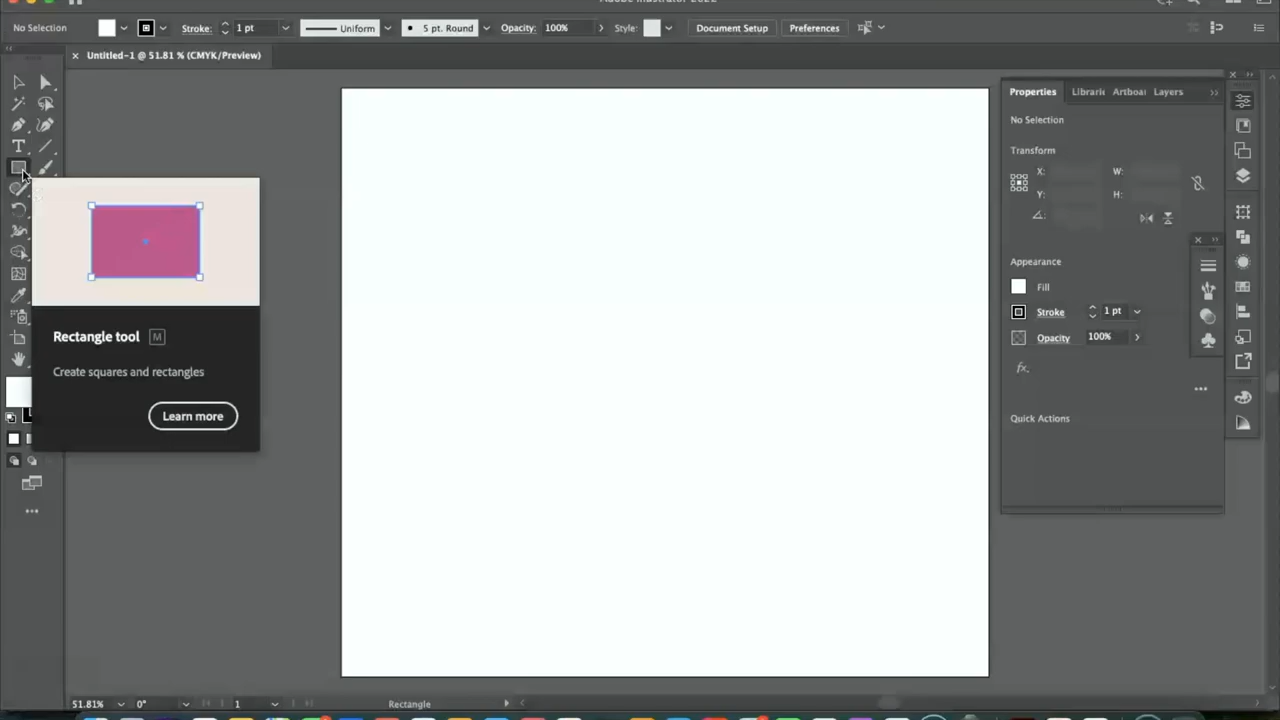 No Selection Stroke: 1 pt Uniform 5 pt. Round Opacity: 100% Style: Document Setup Preferences
× Untitled-1 @ 51.81 % (CMYK/Preview)
Properties Librarie Artboar Layers
No Selection
Transform
X: W:
Y: H:
Appearance
Fill
Stroke 1 pt
Opacity 100%
fx.
Quick Actions
Rectangle tool M
Create squares and rectangles
Learn more
51.81% 0° 1 Rectangle